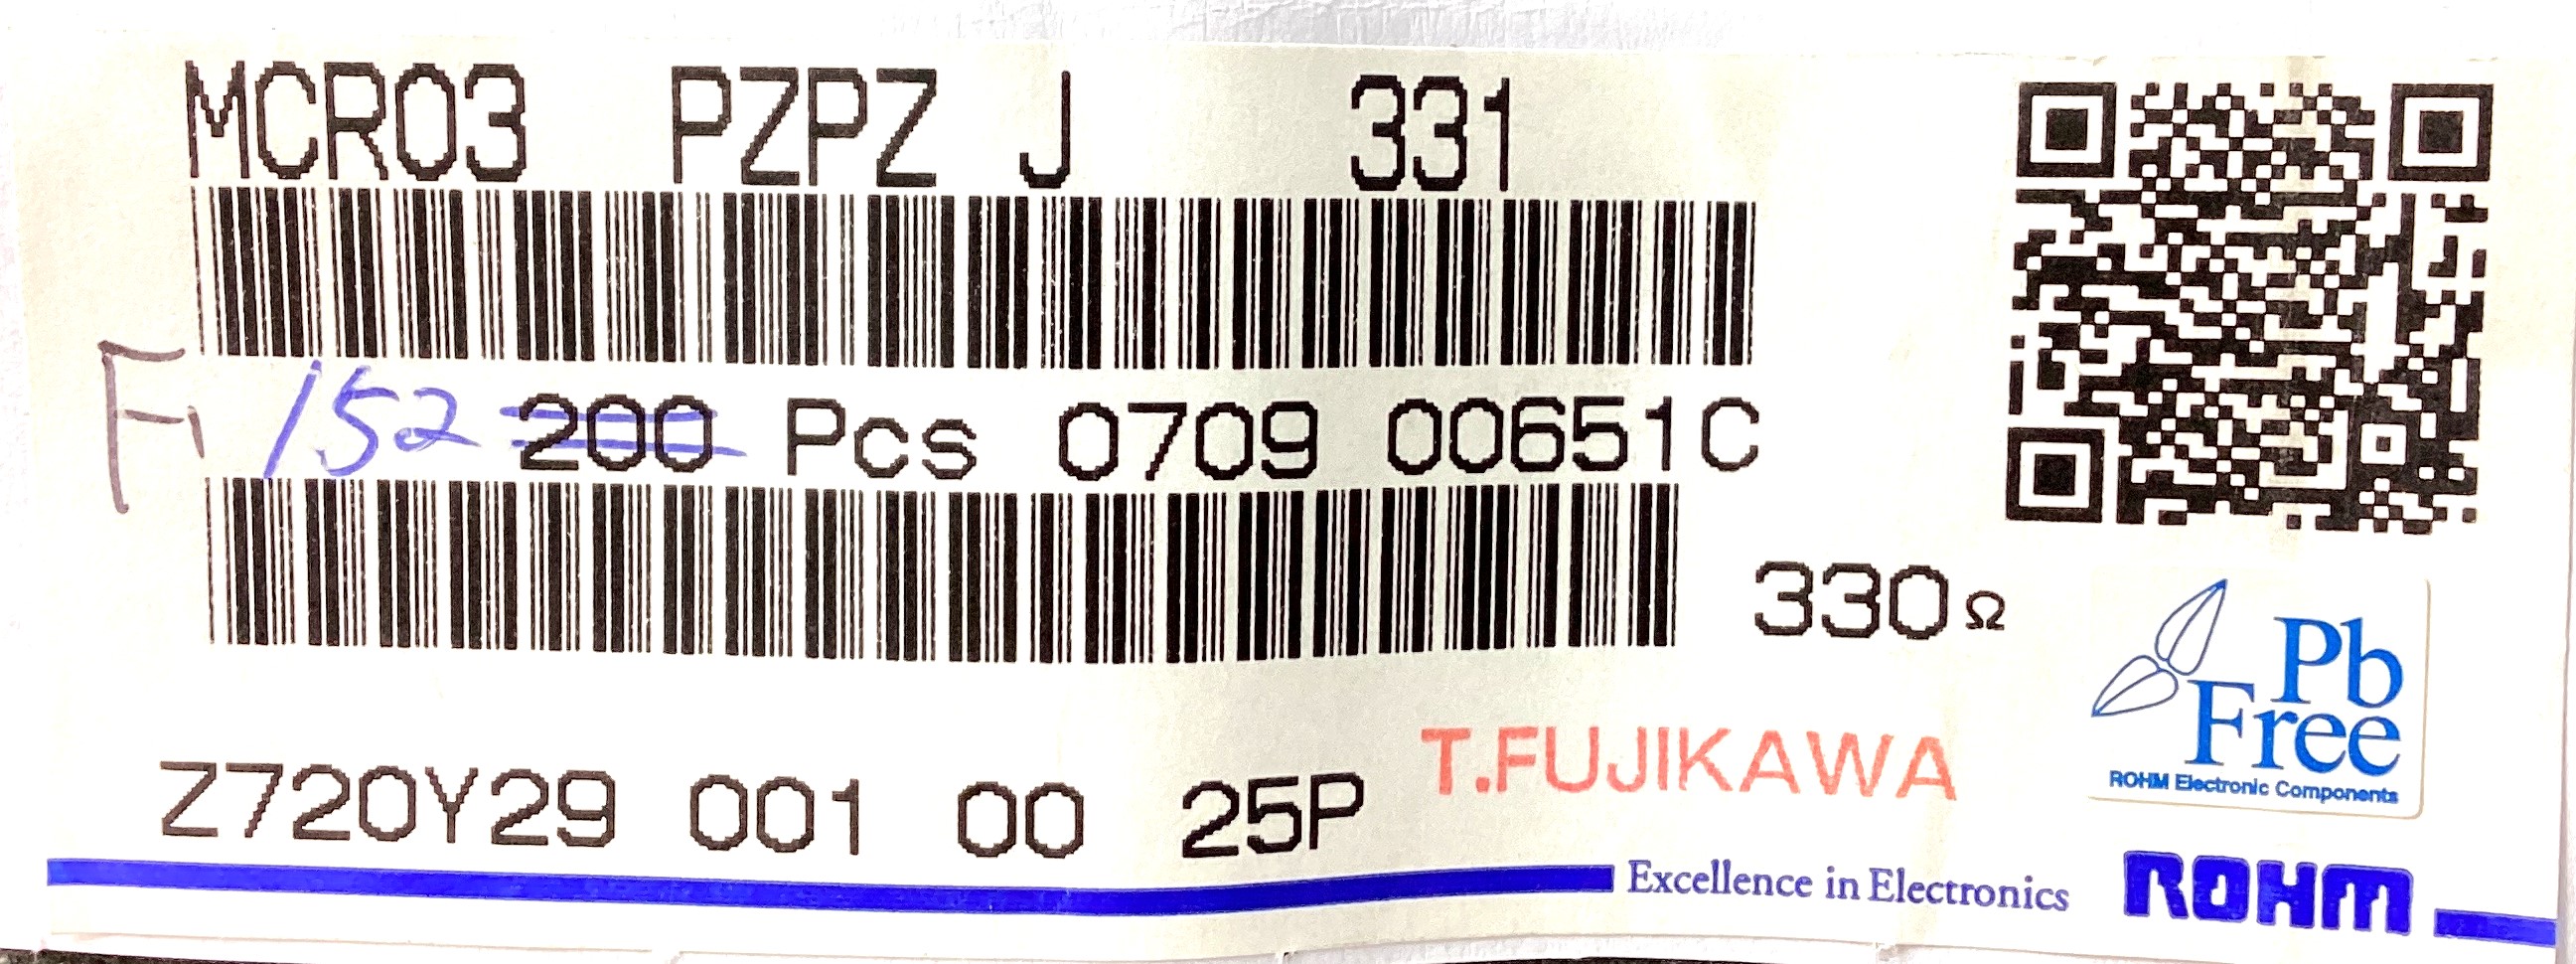 MCR03 PZPZ J 331
F 152 200 Pcs 0709 00651C
330Ω
Pb
Free
ROHM Electronic Components
T.FUJIKAWA
Z720Y29 001 00 25P
Excellence in Electronics ROHM